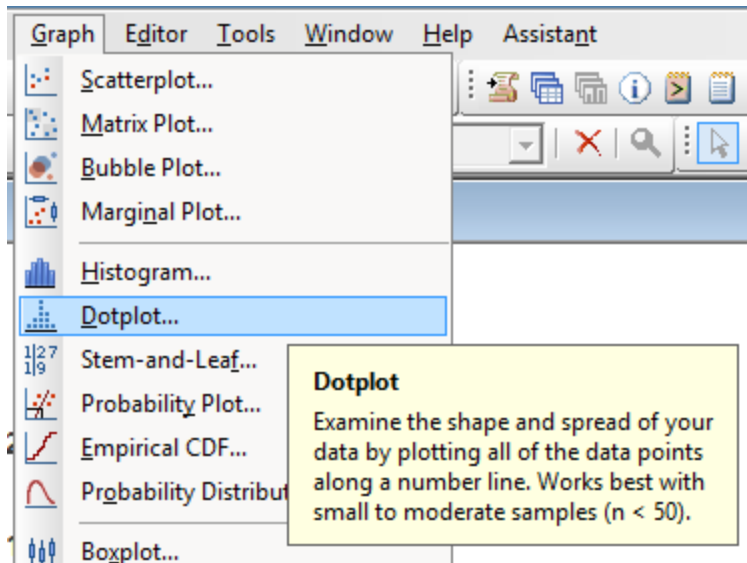 Graph Editor Tools Window Help Assistant
Scatterplot...
Matrix Plot...
Bubble Plot...
Marginal Plot...
Histogram...
Dotplot...
Stem-and-Leaf...
Probability Plot...
Empirical CDF...
Probability Distribut
Boxplot...
Dotplot
Examine the shape and spread of your
data by plotting all of the data points
along a number line. Works best with
small to moderate samples (n < 50).